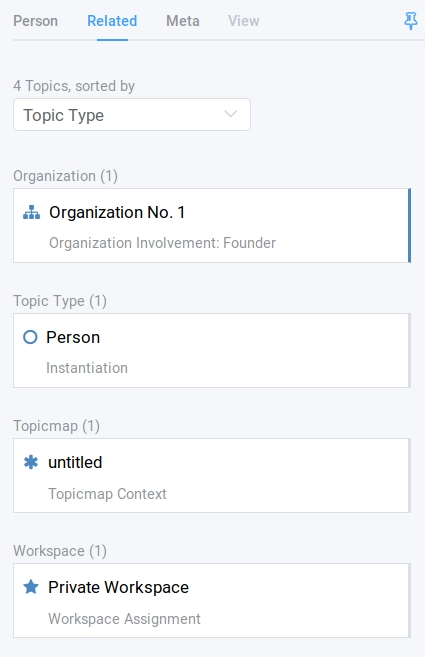 Person Related Meta View
4 Topics, sorted by
Topic Type
Organization (1)
Organization No. 1
Organization Involvement: Founder
Topic Type (1)
Person
Instantiation
Topicmap (1)
untitled
Topicmap Context
Workspace (1)
Private Workspace
Workspace Assignment